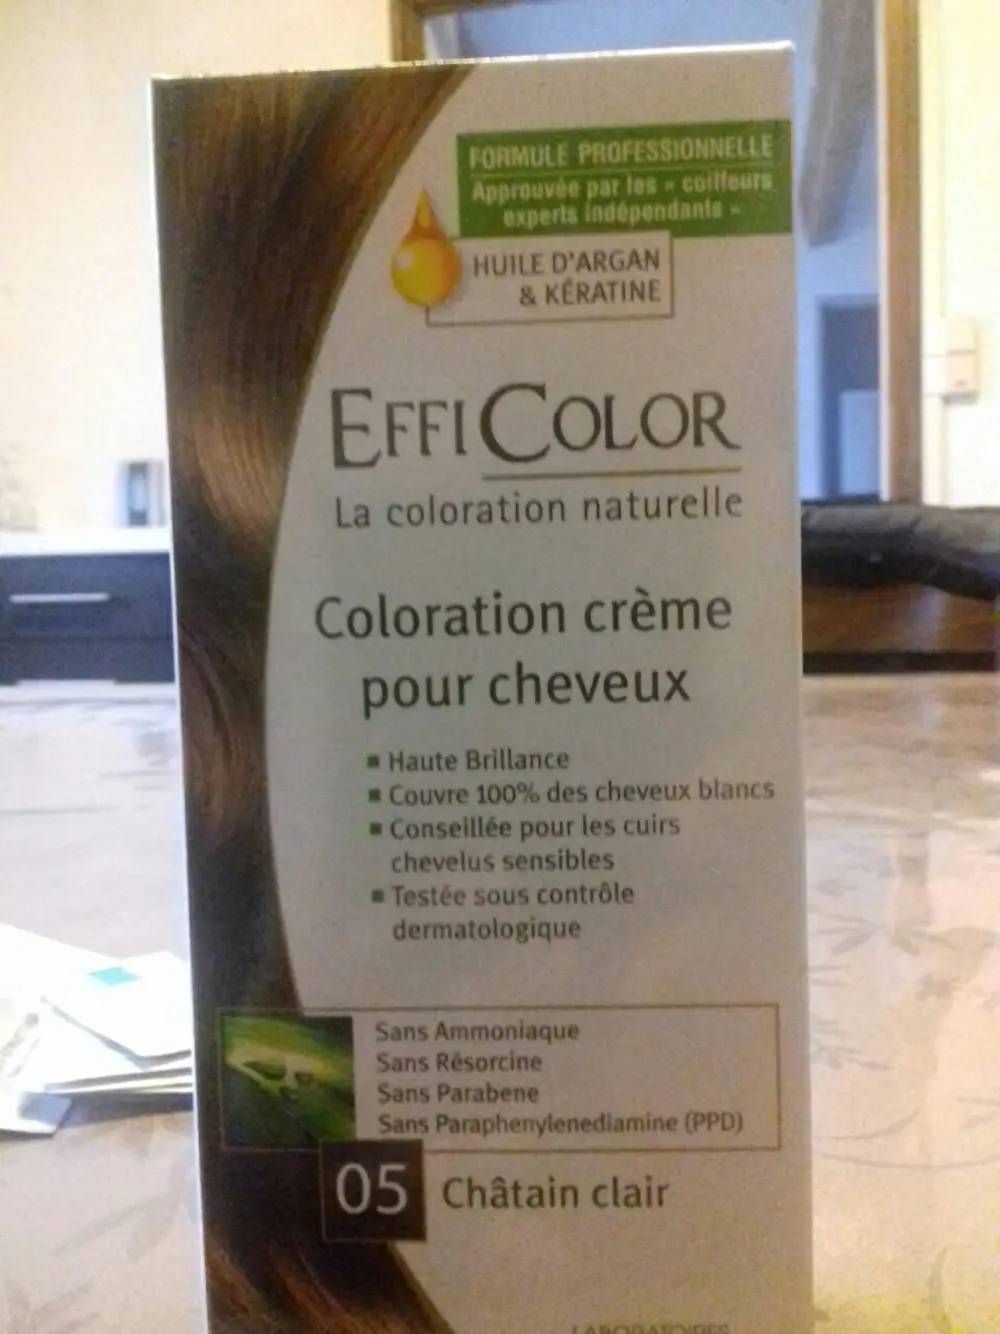 FORMULE PROFESSIONNELLE
Approuvée par les « coiffeurs
experts indépendants »
HUILE D'ARGAN
& KÉRATINE
EFFICOLOR
La coloration naturelle
Coloration crème
pour cheveux
▪ Haute Brillance
▪ Couvre 100% des cheveux blancs
▪ Conseillée pour les cuirs
chevelus sensibles
▪ Testée sous contrôle
dermatologique
Sans Ammoniaque
Sans Résorcine
Sans Parabene
Sans Paraphenylenediamine (PPD)
05 Châtain clair
LABORATOIRES